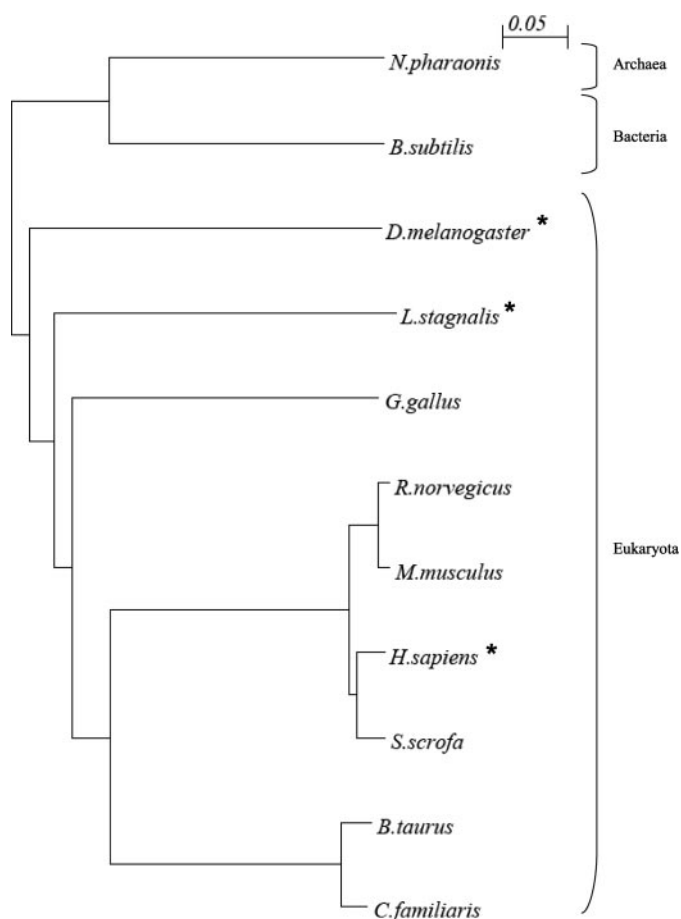 0.05
N.pharaonis
Archaea
B.subtilis
Bacteria
D.melanogaster *
L.stagnalis *
G.gallus
R.norvegicus
Eukaryota
M.musculus
H.sapiens *
S.scrofa
B.taurus
C.familiaris